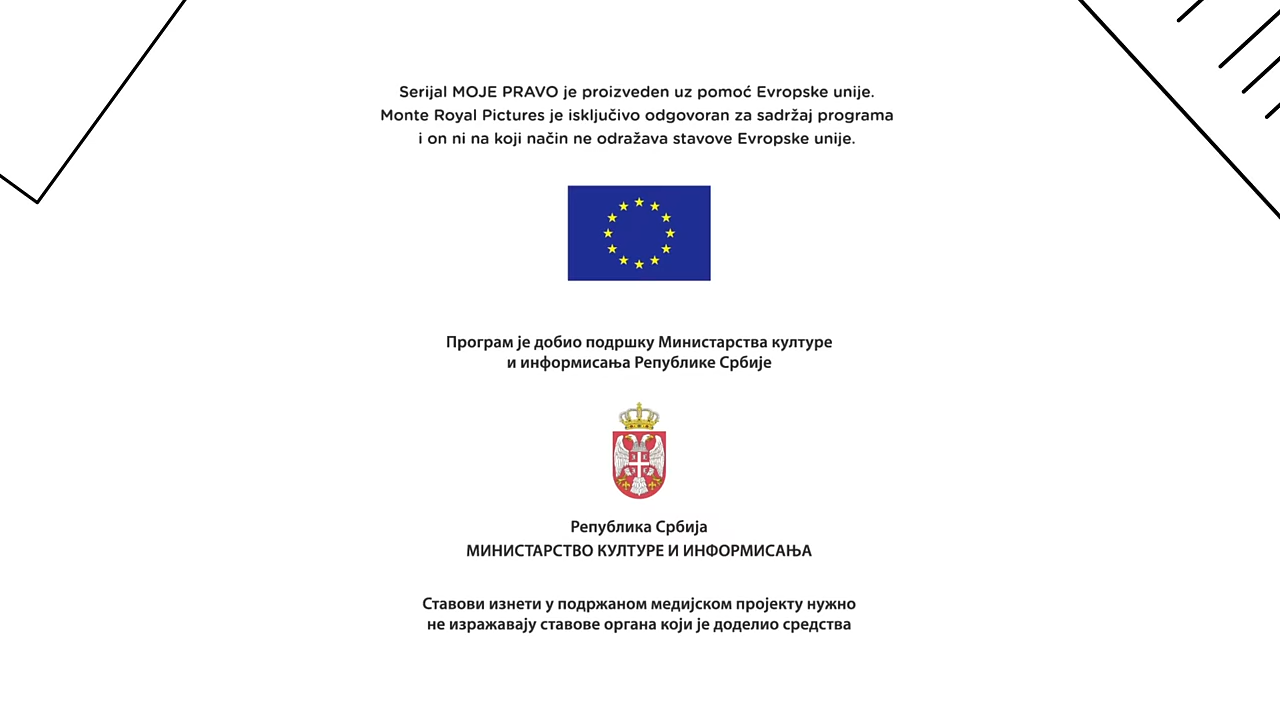 Serijal MOJE PRAVO je proizveden uz pomoć Evropske unije.
Monte Royal Pictures je isključivo odgovoran za sadržaj programa
i on ni na koji način ne odražava stavove Evropske unije.
Програм је добио подршку Министарства културе
и информисања Републике Србије
Република Србија
МИНИСТАРСТВО КУЛТУРЕ И ИНФОРМИСАЊА
Ставови изнети у подржаном медијском пројекту нужно
не изражавају ставове органа који је доделио средства